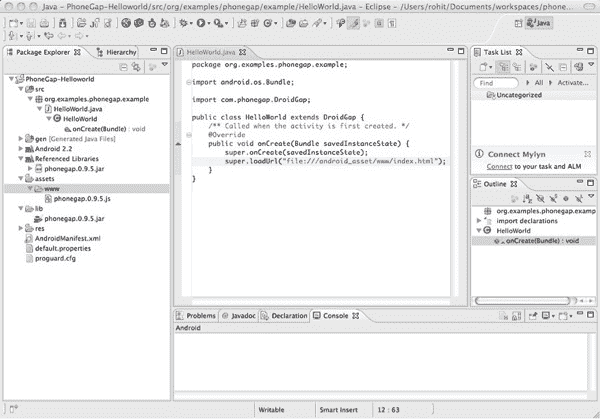 Java – PhoneGap-Helloworld/src/org/examples/phonegap/example/HelloWorld.java – Eclipse – /Users/rohit/Documents/workspaces/phone
Java
Package Explorer
Hierarchy
PhoneGap-Helloworld
src
org.examples.phonegap.example
HelloWorld.java
HelloWorld
onCreate(Bundle) : void
gen [Generated Java Files]
Android 2.2
Referenced Libraries
phonegap.0.9.5.jar
assets
www
phonegap.0.9.5.js
lib
phonegap.0.9.5.jar
res
AndroidManifest.xml
default.properties
proguard.cfg
HelloWorld.java
package org.examples.phonegap.example;
import android.os.Bundle;
import com.phonegap.DroidGap;
public class HelloWorld extends DroidGap {
/** Called when the activity is first created. */
@Override
public void onCreate(Bundle savedInstanceState) {
super.onCreate(savedInstanceState);
super.loadUrl("file:///android_asset/www/index.html");
}
}
Task List
Find
All
Activate...
Uncategorized
Connect Mylyn
Connect to your task and ALM
Outline
org.examples.phonegap.examp
import declarations
HelloWorld
onCreate(Bundle) : void
Problems
Javadoc
Declaration
Console
Android
Writable
Smart Insert
12 : 63